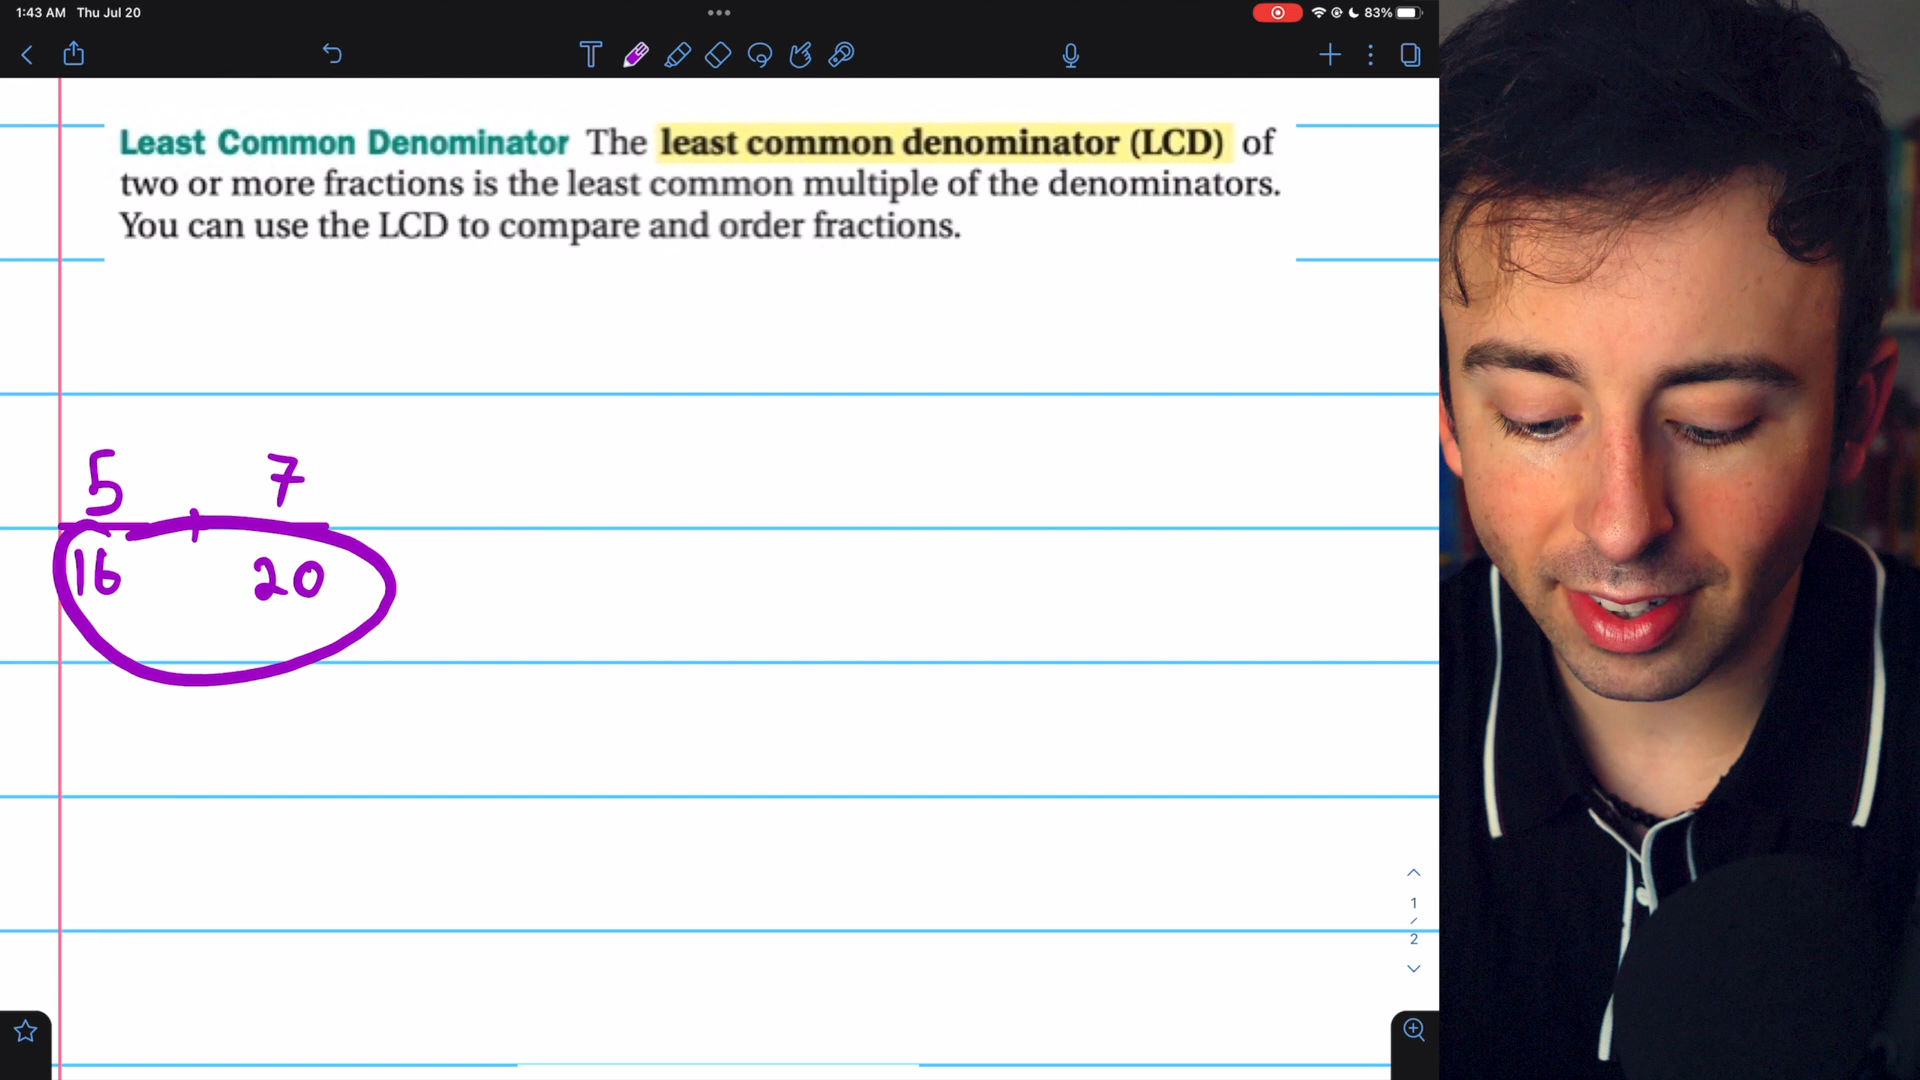 1:43 AM Thu Jul 20
83%
Least Common Denominator The least common denominator (LCD) of
two or more fractions is the least common multiple of the denominators.
You can use the LCD to compare and order fractions.
5 + 7
16 20
1
/
2